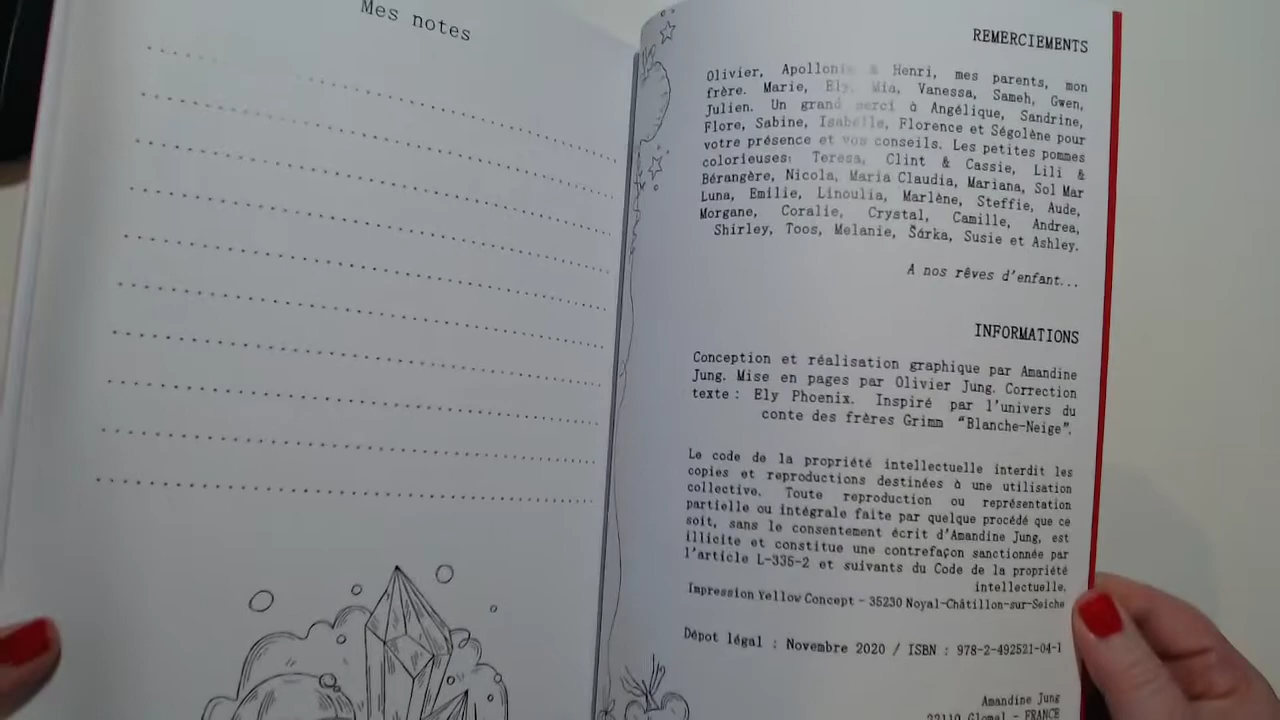 Mes notes
REMERCIEMENTS
Olivier, Apollonie & Henri, mes parents, mon
frère. Marie, Ely, Mia, Vanessa, Sameh, Gwen,
Julien. Un grand merci à Angélique, Sandrine,
Flore, Sabine, Isabelle, Florence et Ségolène pour
votre présence et vos conseils. Les petites pommes
colorieuses: Teresa, Clint & Cassie, Lili &
Bérangère, Nicola, Maria Claudia, Mariana, Sol Mar
Luna, Emilie, Linoulia, Marlène, Steffie, Aude,
Morgane, Coralie, Crystal, Camille, Andrea,
Shirley, Toos, Melanie, Šárka, Susie et Ashley.
A nos rêves d'enfant...
INFORMATIONS
Conception et réalisation graphique par Amandine
Jung. Mise en pages par Olivier Jung. Correction
texte : Ely Phoenix. Inspiré par l'univers du
conte des frères Grimm "Blanche-Neige".
Le code de la propriété intellectuelle interdit les
copies et reproductions destinées à une utilisation
collective. Toute reproduction ou représentation
partielle ou intégrale faite par quelque procédé que ce
soit, sans le consentement écrit d'Amandine Jung, est
illicite et constitue une contrefaçon sanctionnée par
l'article L-335-2 et suivants du Code de la propriété
intellectuelle.
Impression Yellow Concept - 35230 Noyal-Châtillon-sur-Seiche
Dépot légal : Novembre 2020 / ISBN : 978-2-492521-04-1
Amandine Jung
22110 Glomel - FRANCE